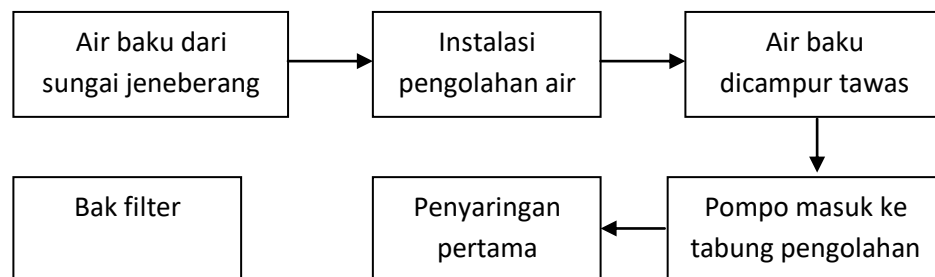 Air baku dari
sungai jeneberang
Instalasi
pengolahan air
Air baku
dicampur tawas
Bak filter
Penyaringan
pertama
Pompo masuk ke
tabung pengolahan